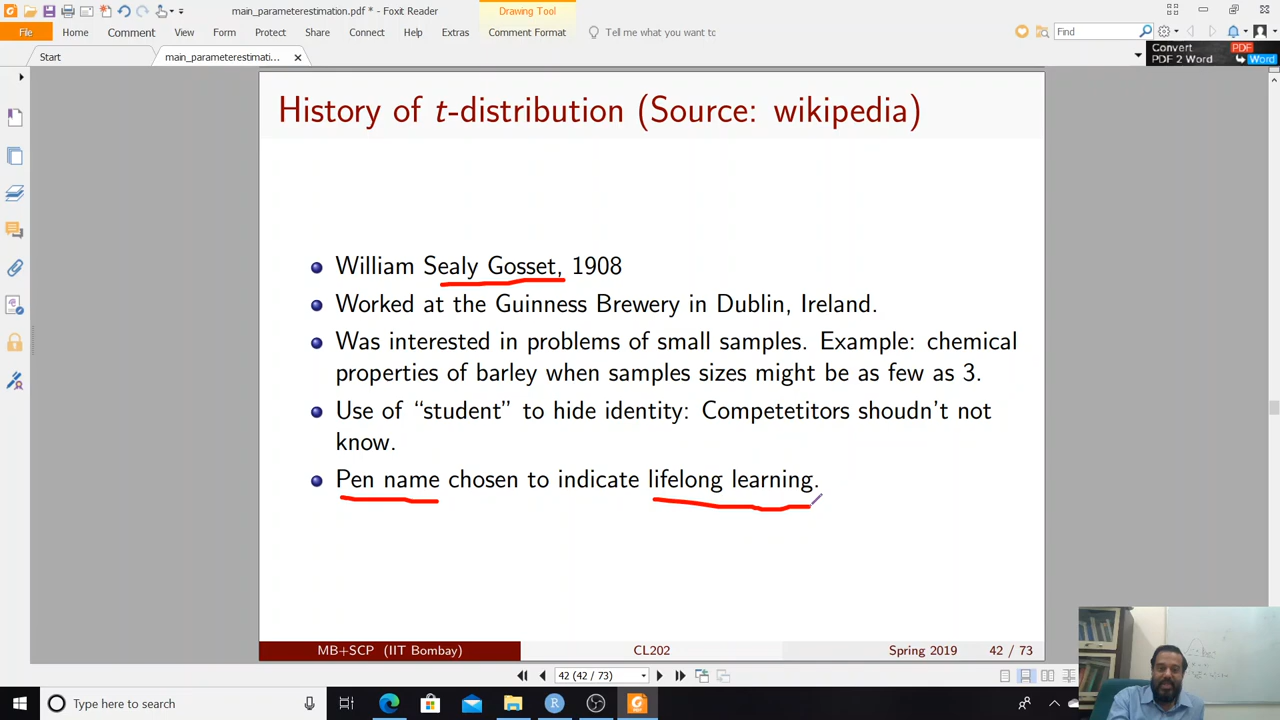 main_parameterestimation.pdf * - Foxit Reader
Drawing Tool
File Home Comment View Form Protect Share Connect Help Extras Comment Format Tell me what you want to Find
Start main_parameterestimati... Convert PDF
PDF 2 Word Word
History of t-distribution (Source: wikipedia)
William Sealy Gosset, 1908
Worked at the Guinness Brewery in Dublin, Ireland.
Was interested in problems of small samples. Example: chemical
properties of barley when samples sizes might be as few as 3.
Use of “student” to hide identity: Competetitors shoudn't not
know.
Pen name chosen to indicate lifelong learning.
MB+SCP (IIT Bombay) CL202 Spring 2019 42 / 73
42 (42 / 73)
Type here to search